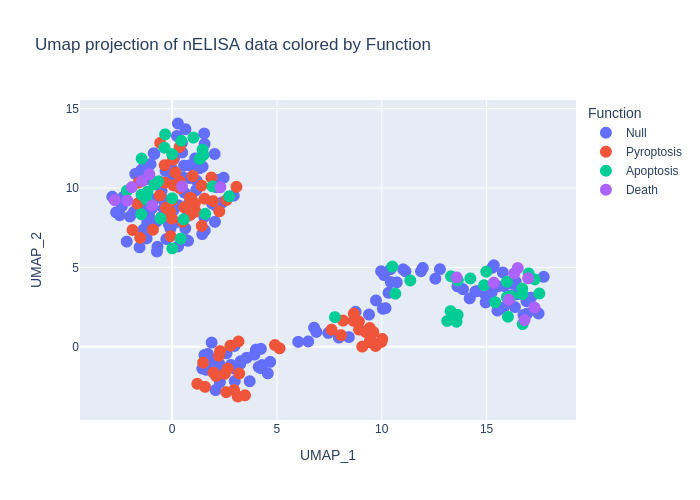 Umap projection of nELISA data colored by Function
Function
Null
Pyroptosis
Apoptosis
Death
15
10
5
0
UMAP_2
0
5
10
15
UMAP_1